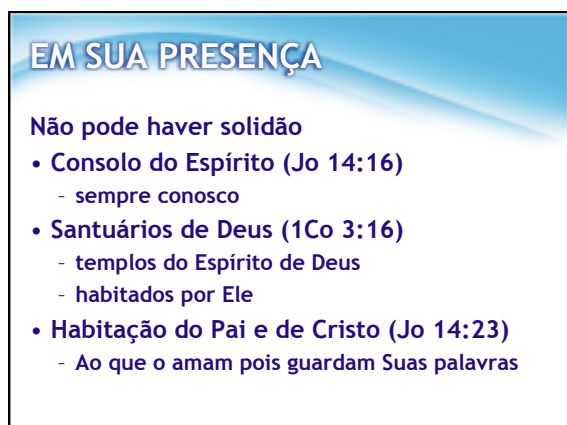 EM SUA PRESENÇA
Não pode haver solidão
• Consolo do Espírito (Jo 14:16)
– sempre conosco
• Santuários de Deus (1Co 3:16)
– templos do Espírito de Deus
– habitados por Ele
• Habitação do Pai e de Cristo (Jo 14:23)
– Ao que o amam pois guardam Suas palavras